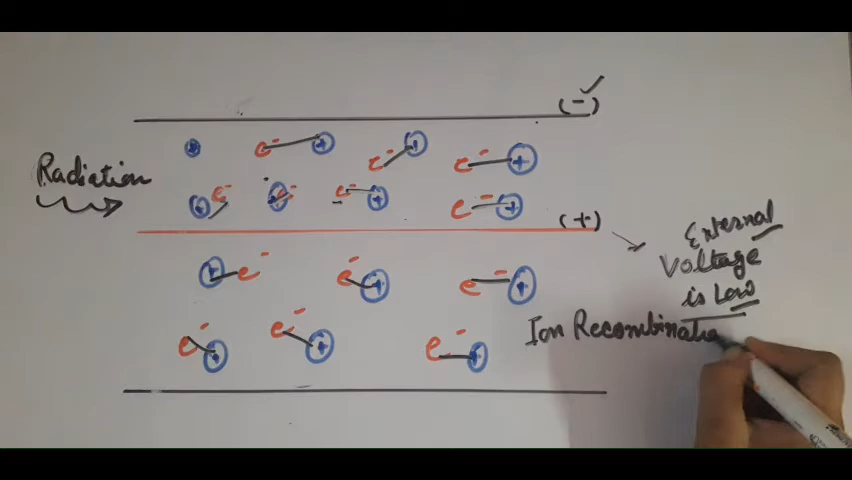 (-)
e- +
e- +
e- +
Radiation
+ e-
e-
e- +
e- +
(+)
External
Voltage
is Low
+ e-
e- +
e- +
Ion Recombinatio
e- +
e- +
e- +